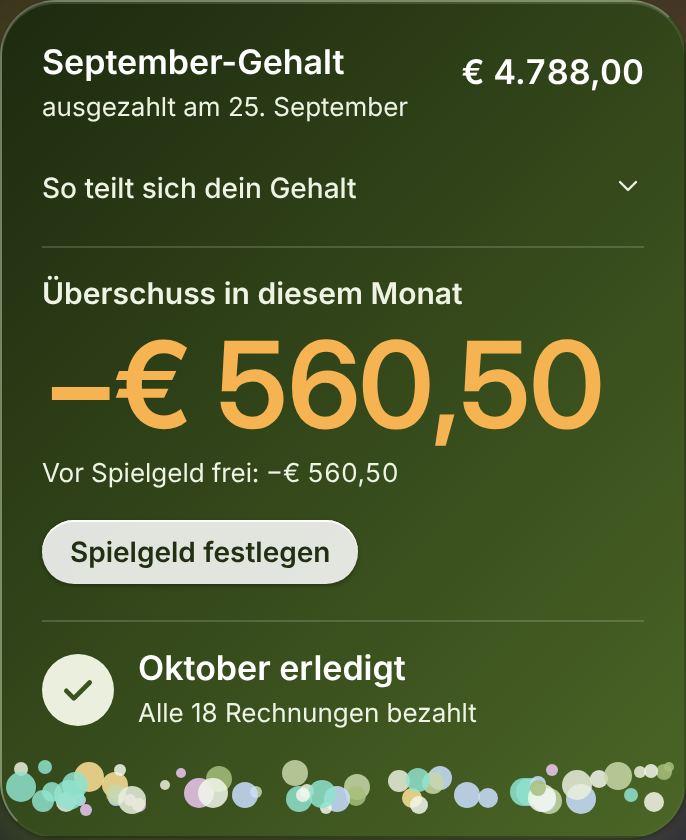 September-Gehalt
€ 4.788,00
ausgezahlt am 25. September
So teilt sich dein Gehalt
Überschuss in diesem Monat
−€ 560,50
Vor Spielgeld frei: −€ 560,50
Spielgeld festlegen
Oktober erledigt
Alle 18 Rechnungen bezahlt